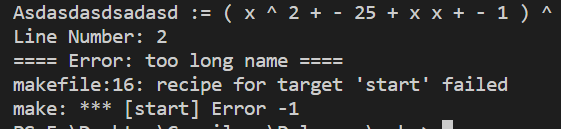 Asdasdasdsadasd := ( x ^ 2 + - 25 + x x + - 1 ) ^
Line Number: 2
==== Error: too long name ====
makefile:16: recipe for target 'start' failed
make: *** [start] Error -1